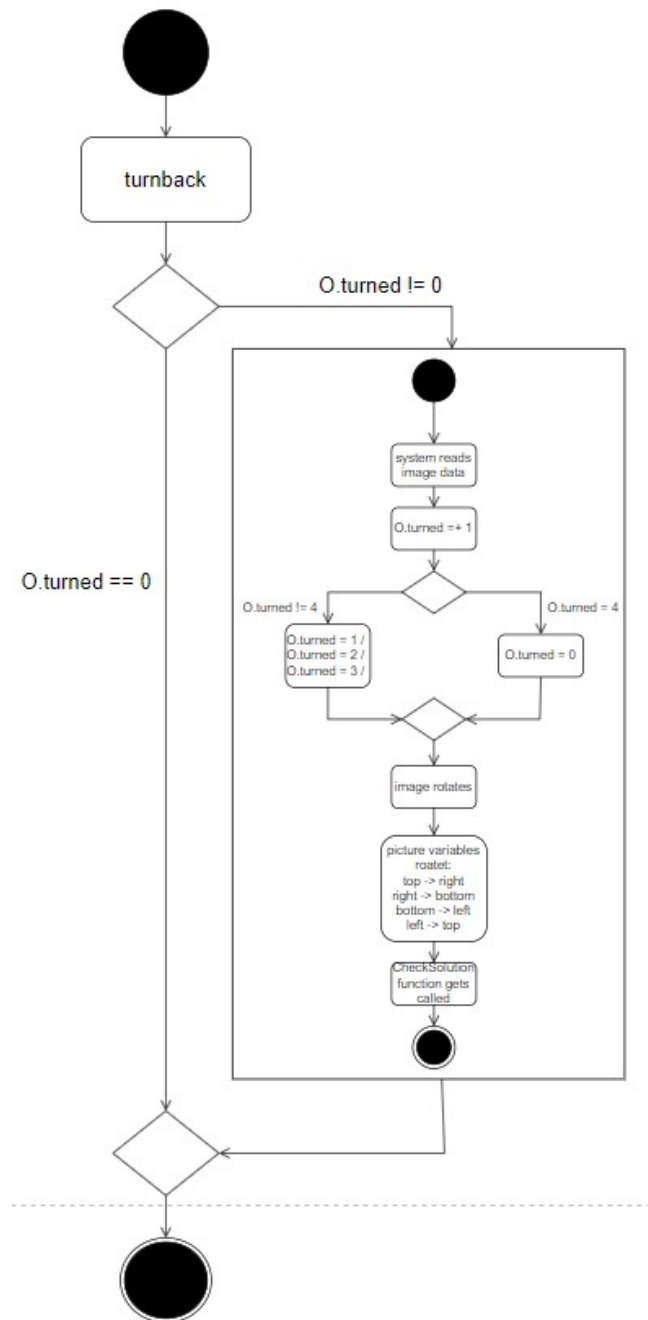 turnback
O.turned != 0
system reads
image data
O.turned =+ 1
O.turned == 0
O.turned != 4
O.turned = 4
O.turned = 1 /
O.turned = 2 /
O.turned = 3 /
O.turned = 0
image rotates
picture variables
roatet:
top -> right
right -> bottom
bottom -> left
left -> top
CheckSolution
function gets
called